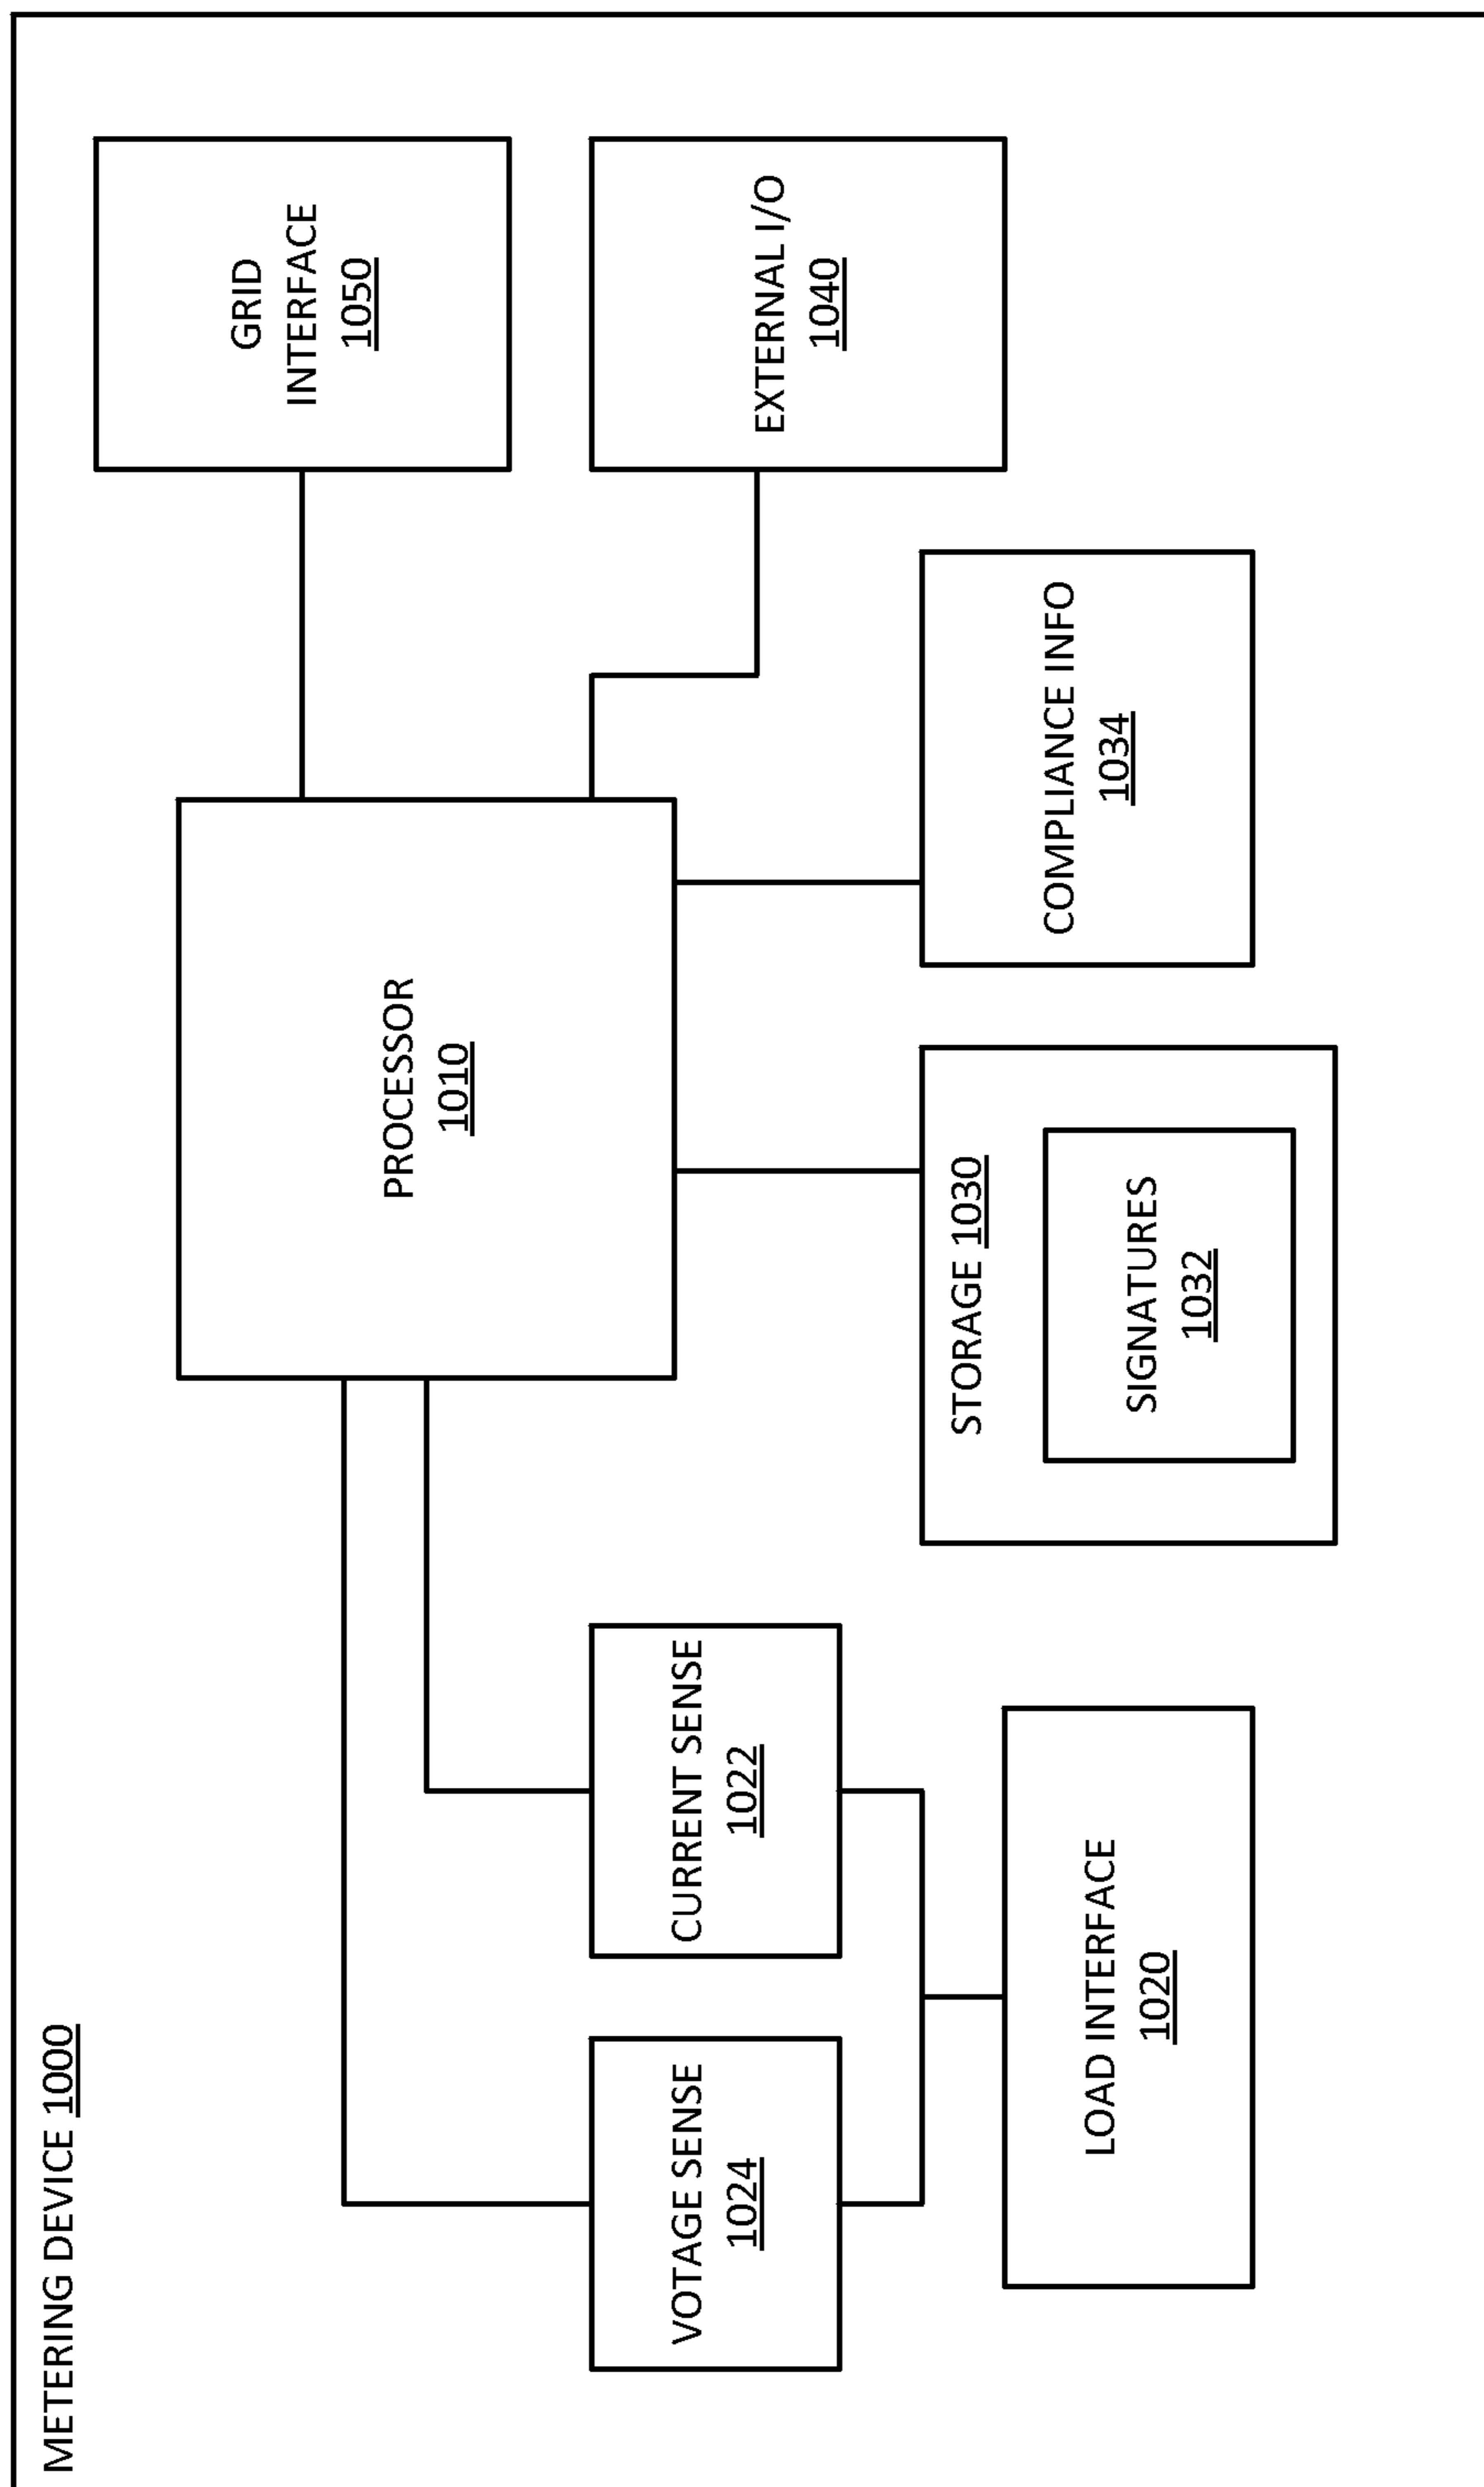 METERING DEVICE 1000
PROCESSOR
1010
GRID
INTERFACE
1050
VOTAGE SENSE
1024
CURRENT SENSE
1022
EXTERNAL I/O
1040
STORAGE 1030
SIGNATURES
1032
COMPLIANCE INFO
1034
LOAD INTERFACE
1020